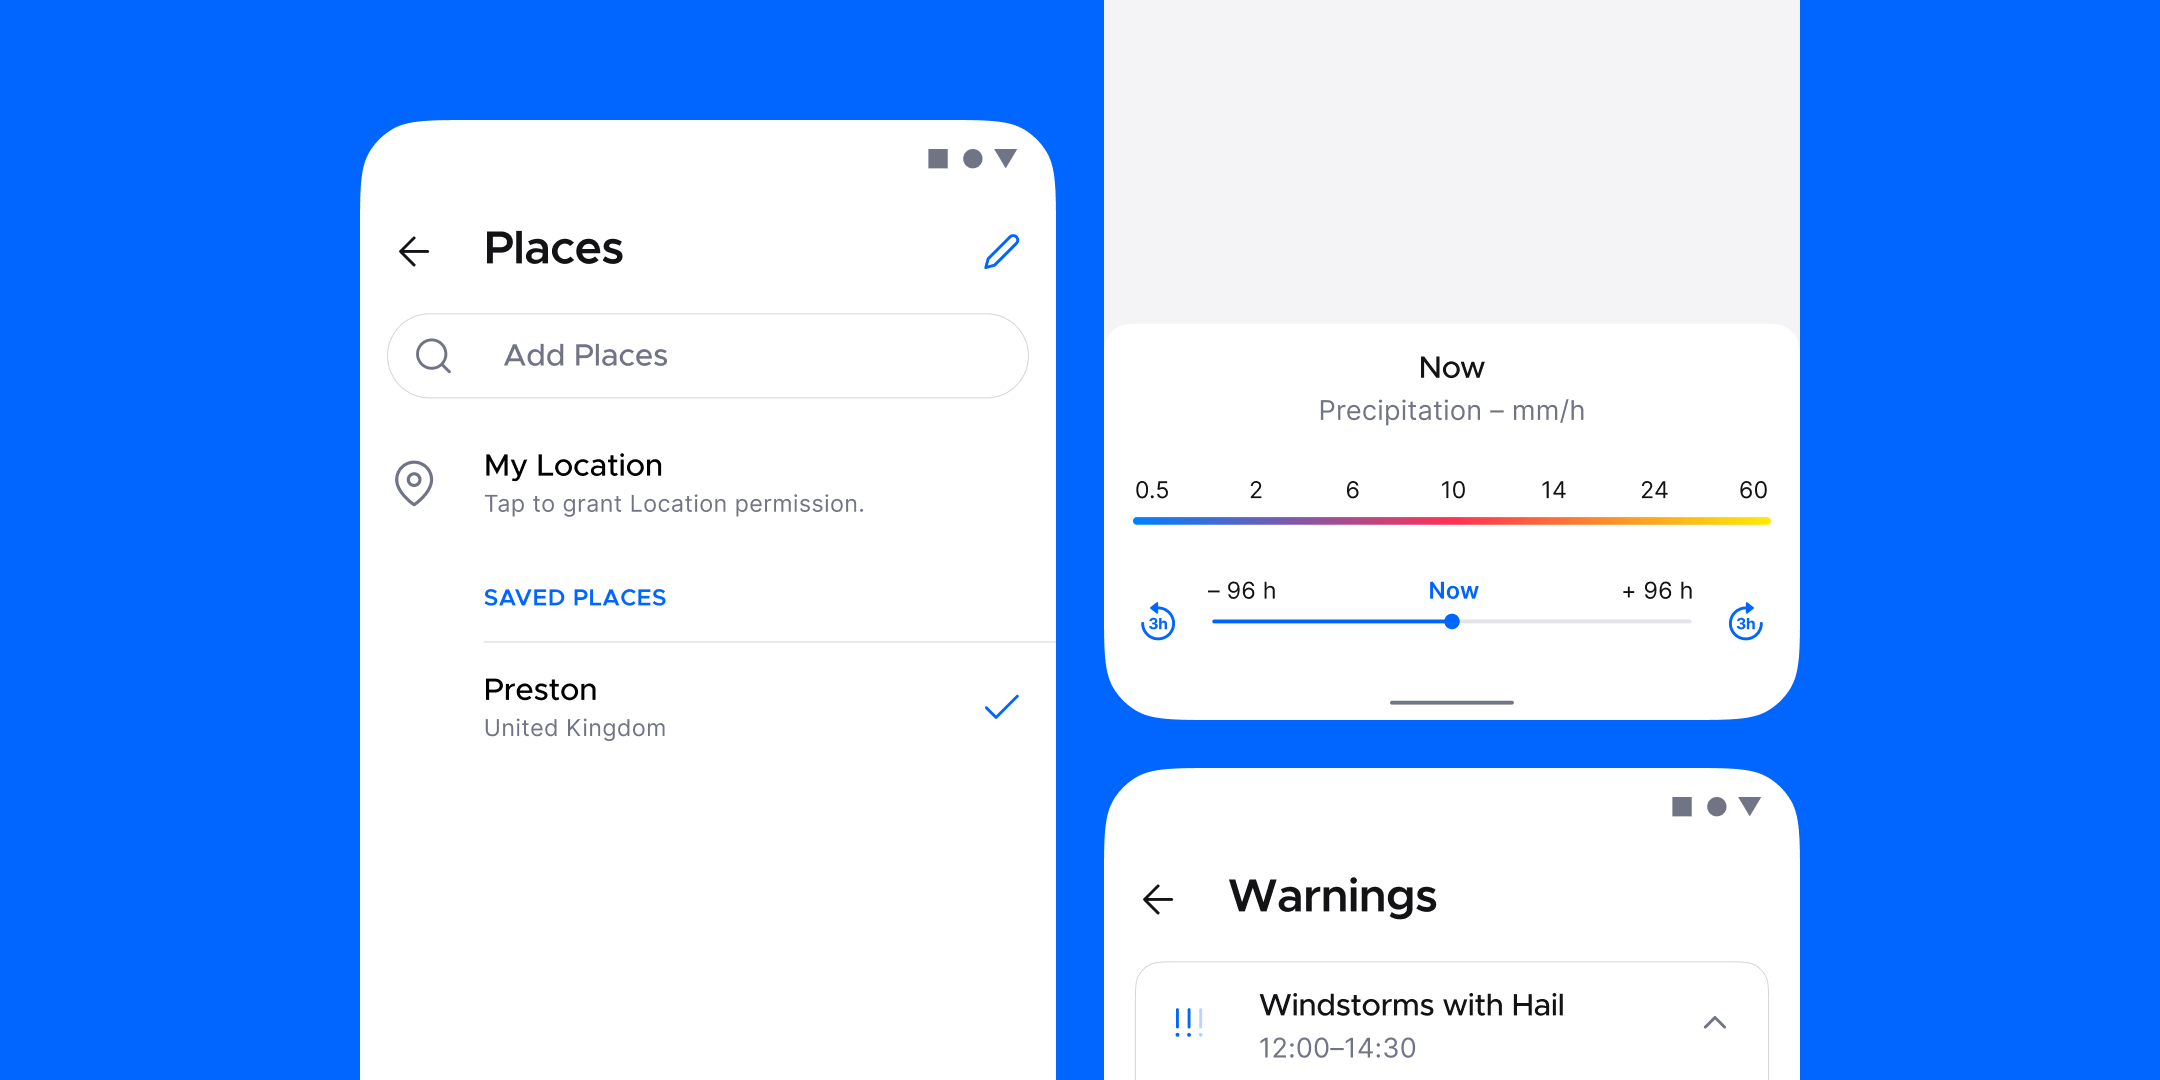 Places
Add Places
My Location
Tap to grant Location permission.
SAVED PLACES
Preston
United Kingdom
Now
Precipitation – mm/h
0.5 2 6 10 14 24 60
– 96 h Now + 96 h
3h 3h
Warnings
Windstorms with Hail
12:00–14:30